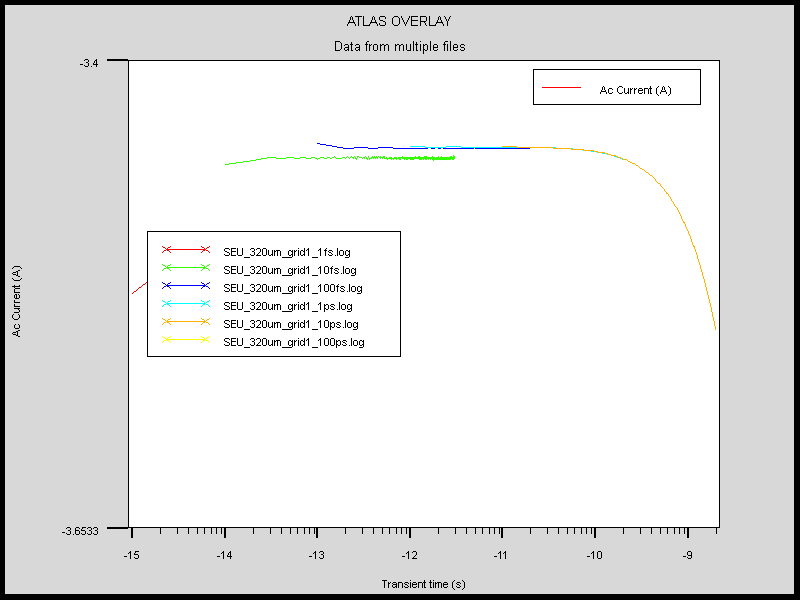 ATLAS OVERLAY
Data from multiple files
-3.4
Ac Current (A)
SEU_320um_grid1_1fs.log
SEU_320um_grid1_10fs.log
SEU_320um_grid1_100fs.log
SEU_320um_grid1_1ps.log
SEU_320um_grid1_10ps.log
SEU_320um_grid1_100ps.log
Ac Current (A)
-3.6533
-15 -14 -13 -12 -11 -10 -9
Transient time (s)